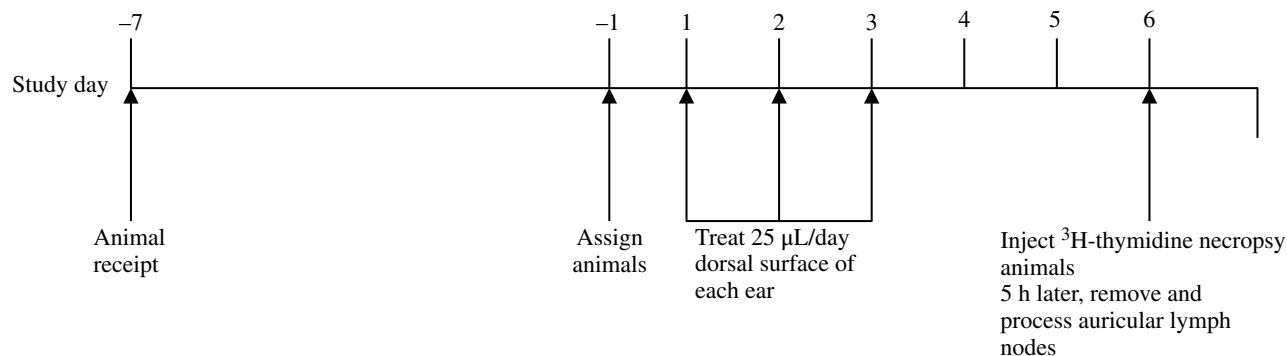 –7
–1
1
2
3
4
5
6
Study day
Animal
receipt
Assign
animals
Treat 25 μL/day
dorsal surface of
each ear
Inject ³H-thymidine necropsy
animals
5 h later, remove and
process auricular lymph
nodes